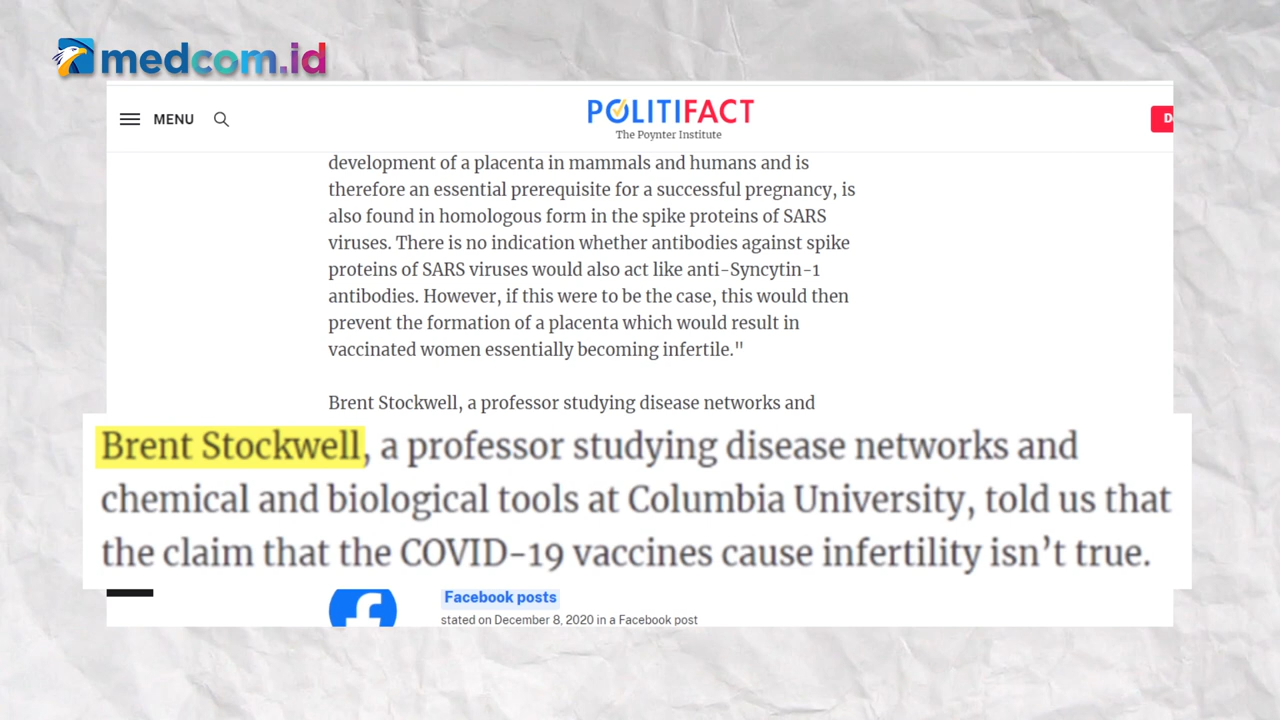 medcom.id
MENU
POLITIFACT
The Poynter Institute
development of a placenta in mammals and humans and is
therefore an essential prerequisite for a successful pregnancy, is
also found in homologous form in the spike proteins of SARS
viruses. There is no indication whether antibodies against spike
proteins of SARS viruses would also act like anti-Syncytin-1
antibodies. However, if this were to be the case, this would then
prevent the formation of a placenta which would result in
vaccinated women essentially becoming infertile."
Brent Stockwell, a professor studying disease networks and
Brent Stockwell, a professor studying disease networks and
chemical and biological tools at Columbia University, told us that
the claim that the COVID-19 vaccines cause infertility isn’t true.
Facebook posts
stated on December 8, 2020 in a Facebook post